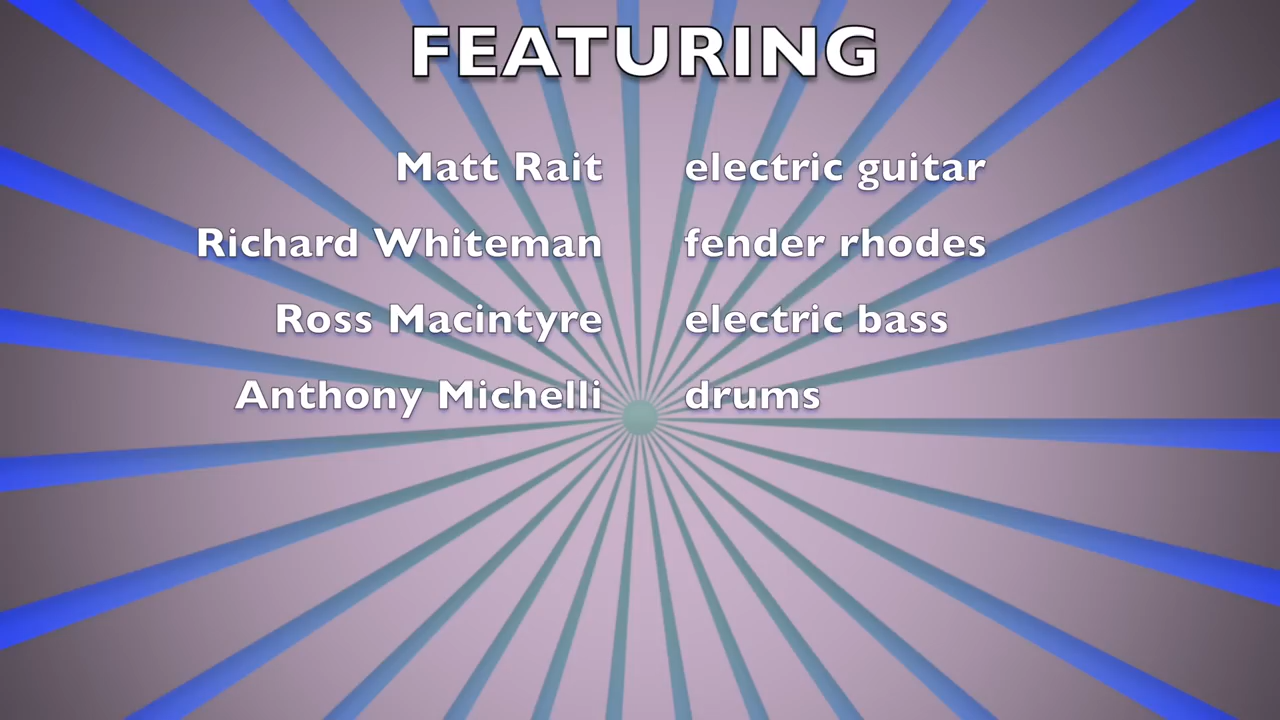 FEATURING
Matt Rait electric guitar
Richard Whiteman fender rhodes
Ross Macintyre electric bass
Anthony Michelli drums